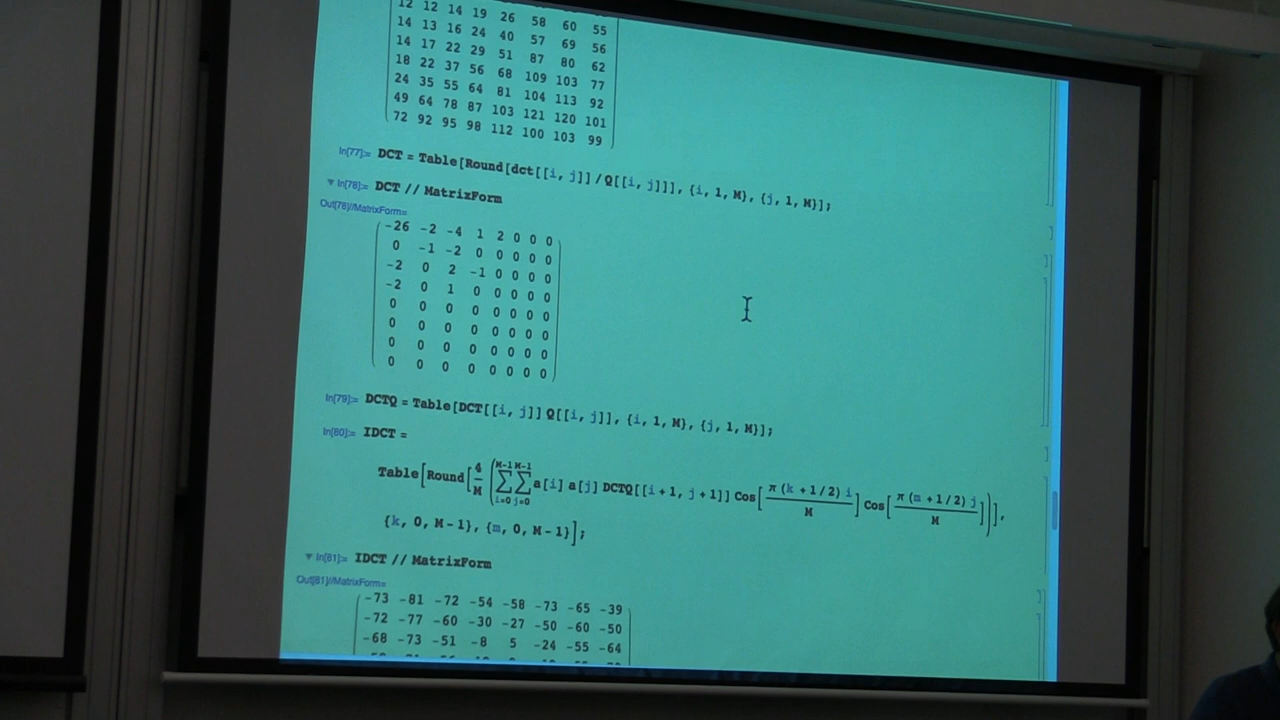 12 12 14 19 26 58 60 55
14 13 16 24 40 57 69 56
14 17 22 29 51 87 80 62
18 22 37 56 68 109 103 77
24 35 55 64 81 104 113 92
49 64 78 87 103 121 120 101
72 92 95 98 112 100 103 99
In[77]:= DCT = Table[Round[dct[[i, j]] / Q[[i, j]]], {i, 1, M}, {j, 1, M}];
In[78]:= DCT // MatrixForm
Out[78]//MatrixForm=
-26 -2 -4 1 2 0 0 0
0 -1 -2 0 0 0 0 0
-2 0 2 -1 0 0 0 0
-2 0 1 0 0 0 0 0
0 0 0 0 0 0 0 0
0 0 0 0 0 0 0 0
0 0 0 0 0 0 0 0
0 0 0 0 0 0 0 0
In[79]:= DCTQ = Table[DCT[[i, j]] Q[[i, j]], {i, 1, M}, {j, 1, M}];
In[80]:= IDCT =
Table[Round[4/M (∑_{i=0}^{M-1} ∑_{j=0}^{M-1} a[i] a[j] DCTQ[[i+1, j+1]] Cos[π (k + 1/2) i / M] Cos[π (m + 1/2) j / M])],
{k, 0, M-1}, {m, 0, M-1}];
In[81]:= IDCT // MatrixForm
Out[81]//MatrixForm=
-73 -81 -72 -54 -58 -73 -65 -39
-72 -77 -60 -30 -27 -50 -60 -50
-68 -73 -51 -8 5 -24 -55 -64